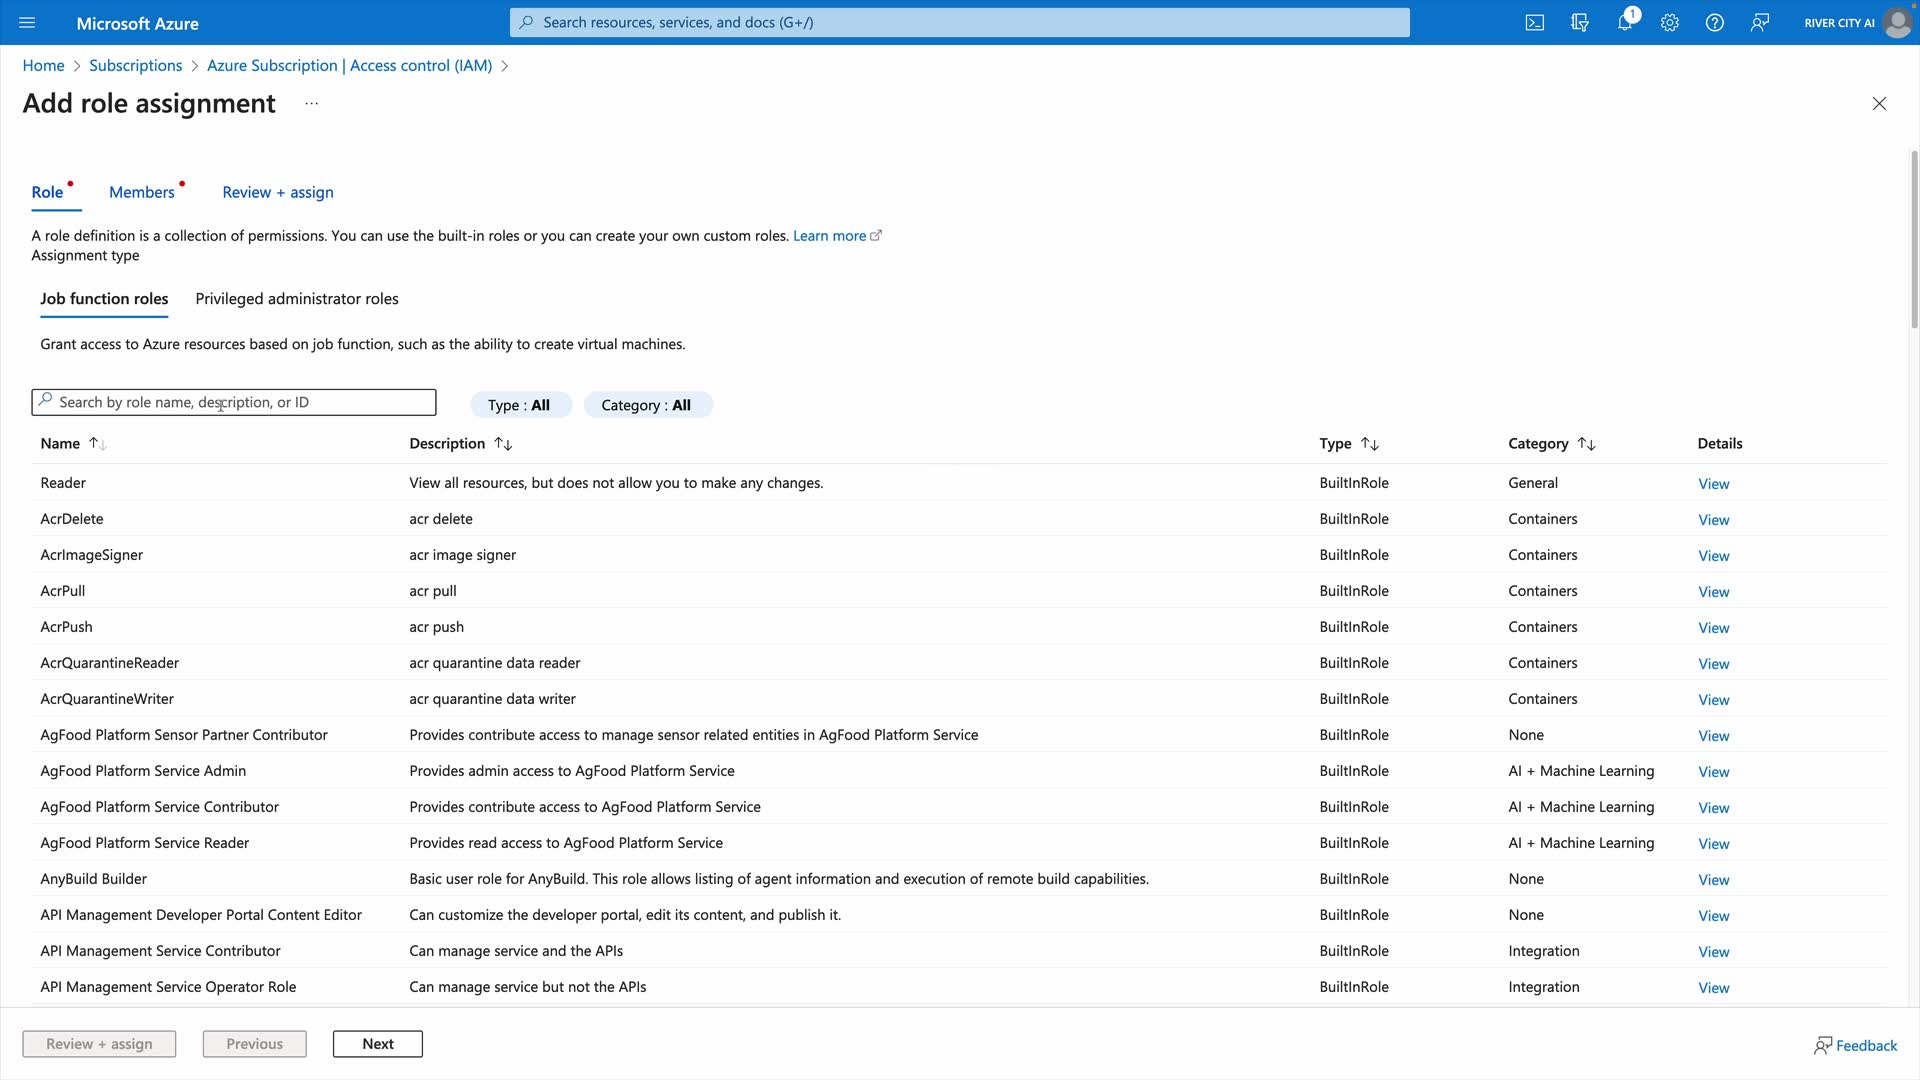 Microsoft Azure
Search resources, services, and docs (G+/)
1
RIVER CITY AI
Home > Subscriptions > Azure Subscription | Access control (IAM) >
Add role assignment ...
Role Members Review + assign
A role definition is a collection of permissions. You can use the built-in roles or you can create your own custom roles. Learn more
Assignment type
Job function roles Privileged administrator roles
Grant access to Azure resources based on job function, such as the ability to create virtual machines.
Search by role name, description, or ID Type : All Category : All
Name Description Type Category Details
Reader View all resources, but does not allow you to make any changes. BuiltInRole General View
AcrDelete acr delete BuiltInRole Containers View
AcrImageSigner acr image signer BuiltInRole Containers View
AcrPull acr pull BuiltInRole Containers View
AcrPush acr push BuiltInRole Containers View
AcrQuarantineReader acr quarantine data reader BuiltInRole Containers View
AcrQuarantineWriter acr quarantine data writer BuiltInRole Containers View
AgFood Platform Sensor Partner Contributor Provides contribute access to manage sensor related entities in AgFood Platform Service BuiltInRole None View
AgFood Platform Service Admin Provides admin access to AgFood Platform Service BuiltInRole AI + Machine Learning View
AgFood Platform Service Contributor Provides contribute access to AgFood Platform Service BuiltInRole AI + Machine Learning View
AgFood Platform Service Reader Provides read access to AgFood Platform Service BuiltInRole AI + Machine Learning View
AnyBuild Builder Basic user role for AnyBuild. This role allows listing of agent information and execution of remote build capabilities. BuiltInRole None View
API Management Developer Portal Content Editor Can customize the developer portal, edit its content, and publish it. BuiltInRole None View
API Management Service Contributor Can manage service and the APIs BuiltInRole Integration View
API Management Service Operator Role Can manage service but not the APIs BuiltInRole Integration View
Review + assign Previous Next Feedback